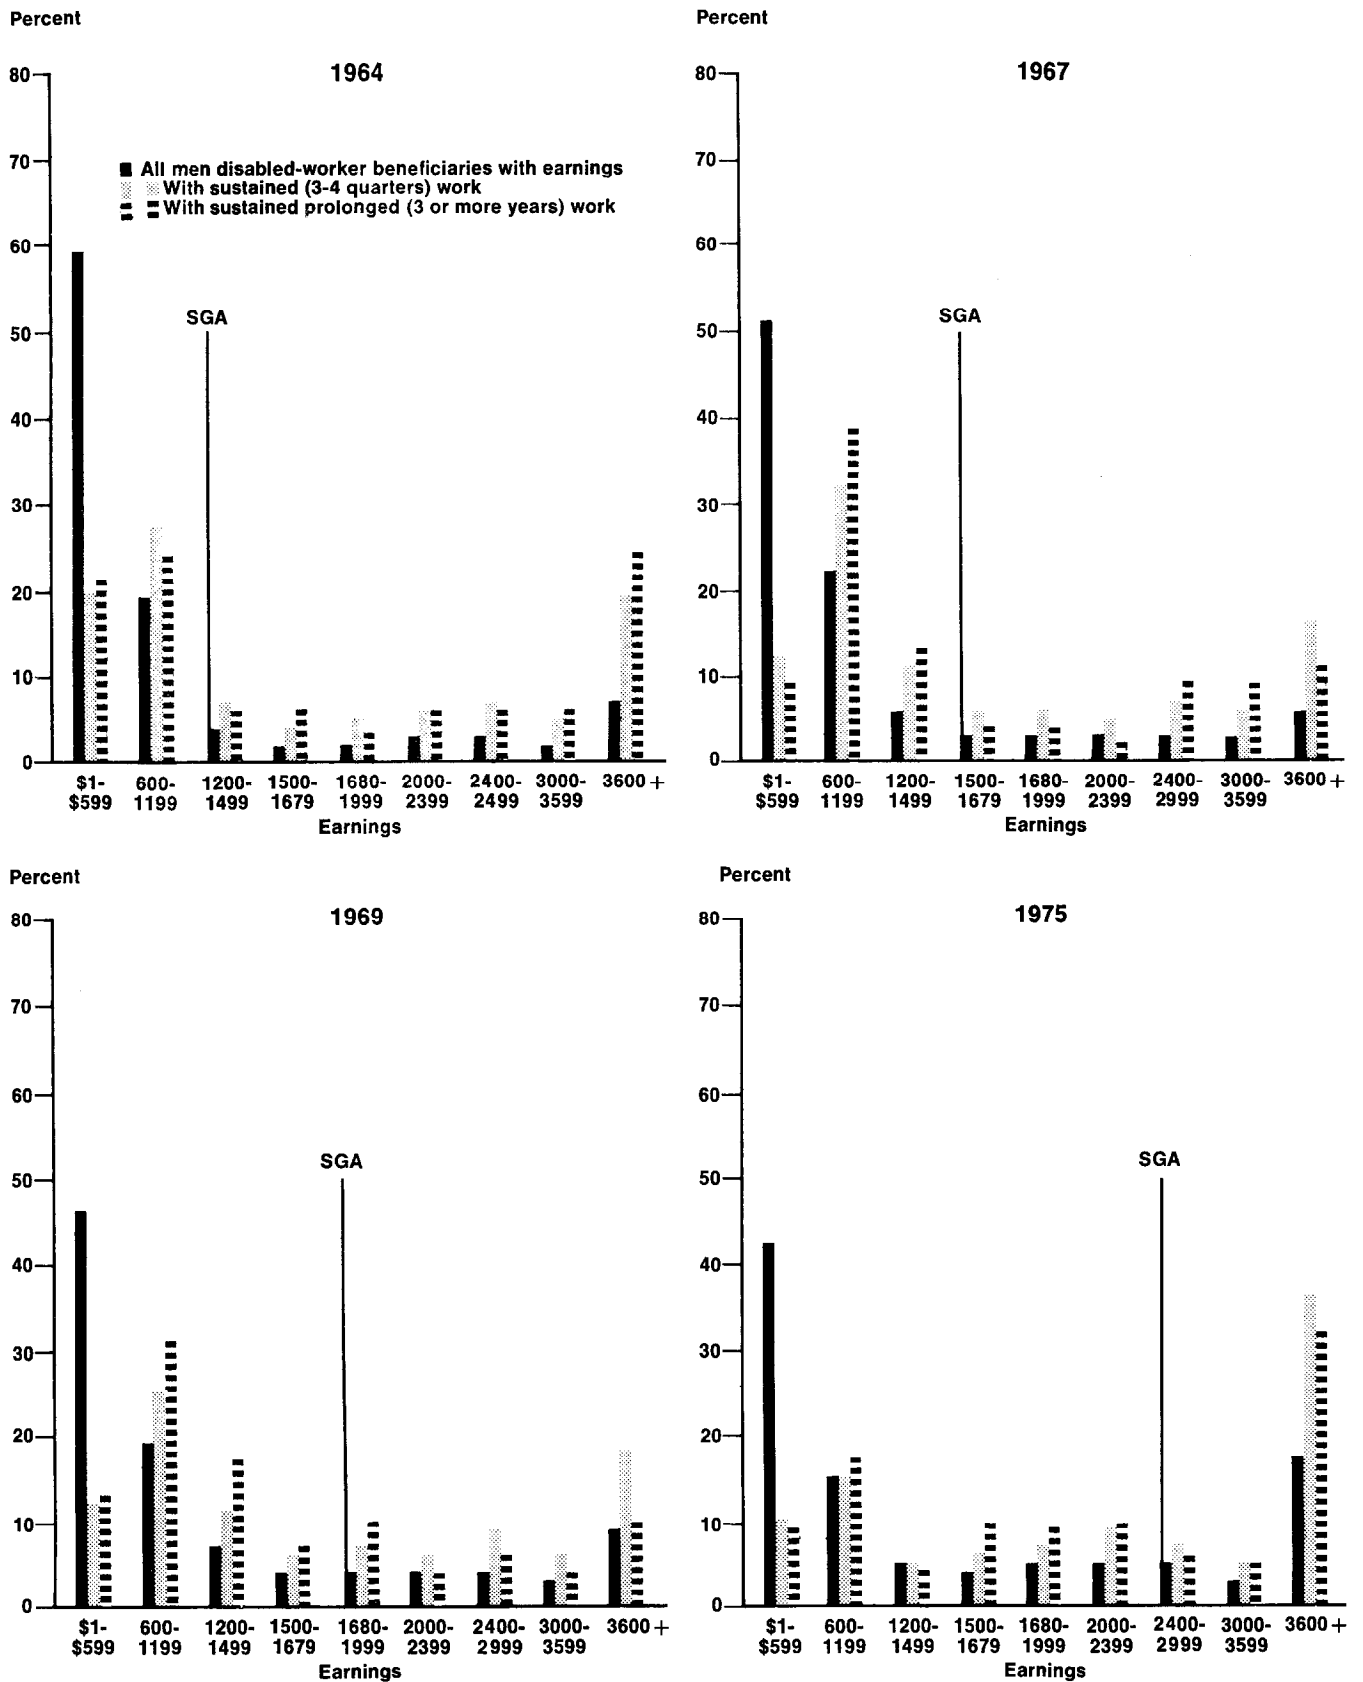 Percent
1964
80
70
60
50
40
30
20
10
0
All men disabled-worker beneficiaries with earnings
With sustained (3-4 quarters) work
With sustained prolonged (3 or more years) work
SGA
$1- 600- 1200- 1500- 1680- 2000- 2400- 3000- 3600 +
$599 1199 1499 1679 1999 2399 2499 3599
Earnings
Percent
1967
80
70
60
50
40
30
20
10
0
SGA
$1- 600- 1200- 1500- 1680- 2000- 2400- 3000- 3600 +
$599 1199 1499 1679 1999 2399 2999 3599
Earnings
Percent
1969
80
70
60
50
40
30
20
10
0
SGA
$1- 600- 1200- 1500- 1680- 2000- 2400- 3000- 3600 +
$599 1199 1499 1679 1999 2399 2999 3599
Earnings
Percent
1975
80
70
60
50
40
30
20
10
0
SGA
$1- 600- 1200- 1500- 1680- 2000- 2400- 3000- 3600 +
$599 1199 1499 1679 1999 2399 2999 3599
Earnings